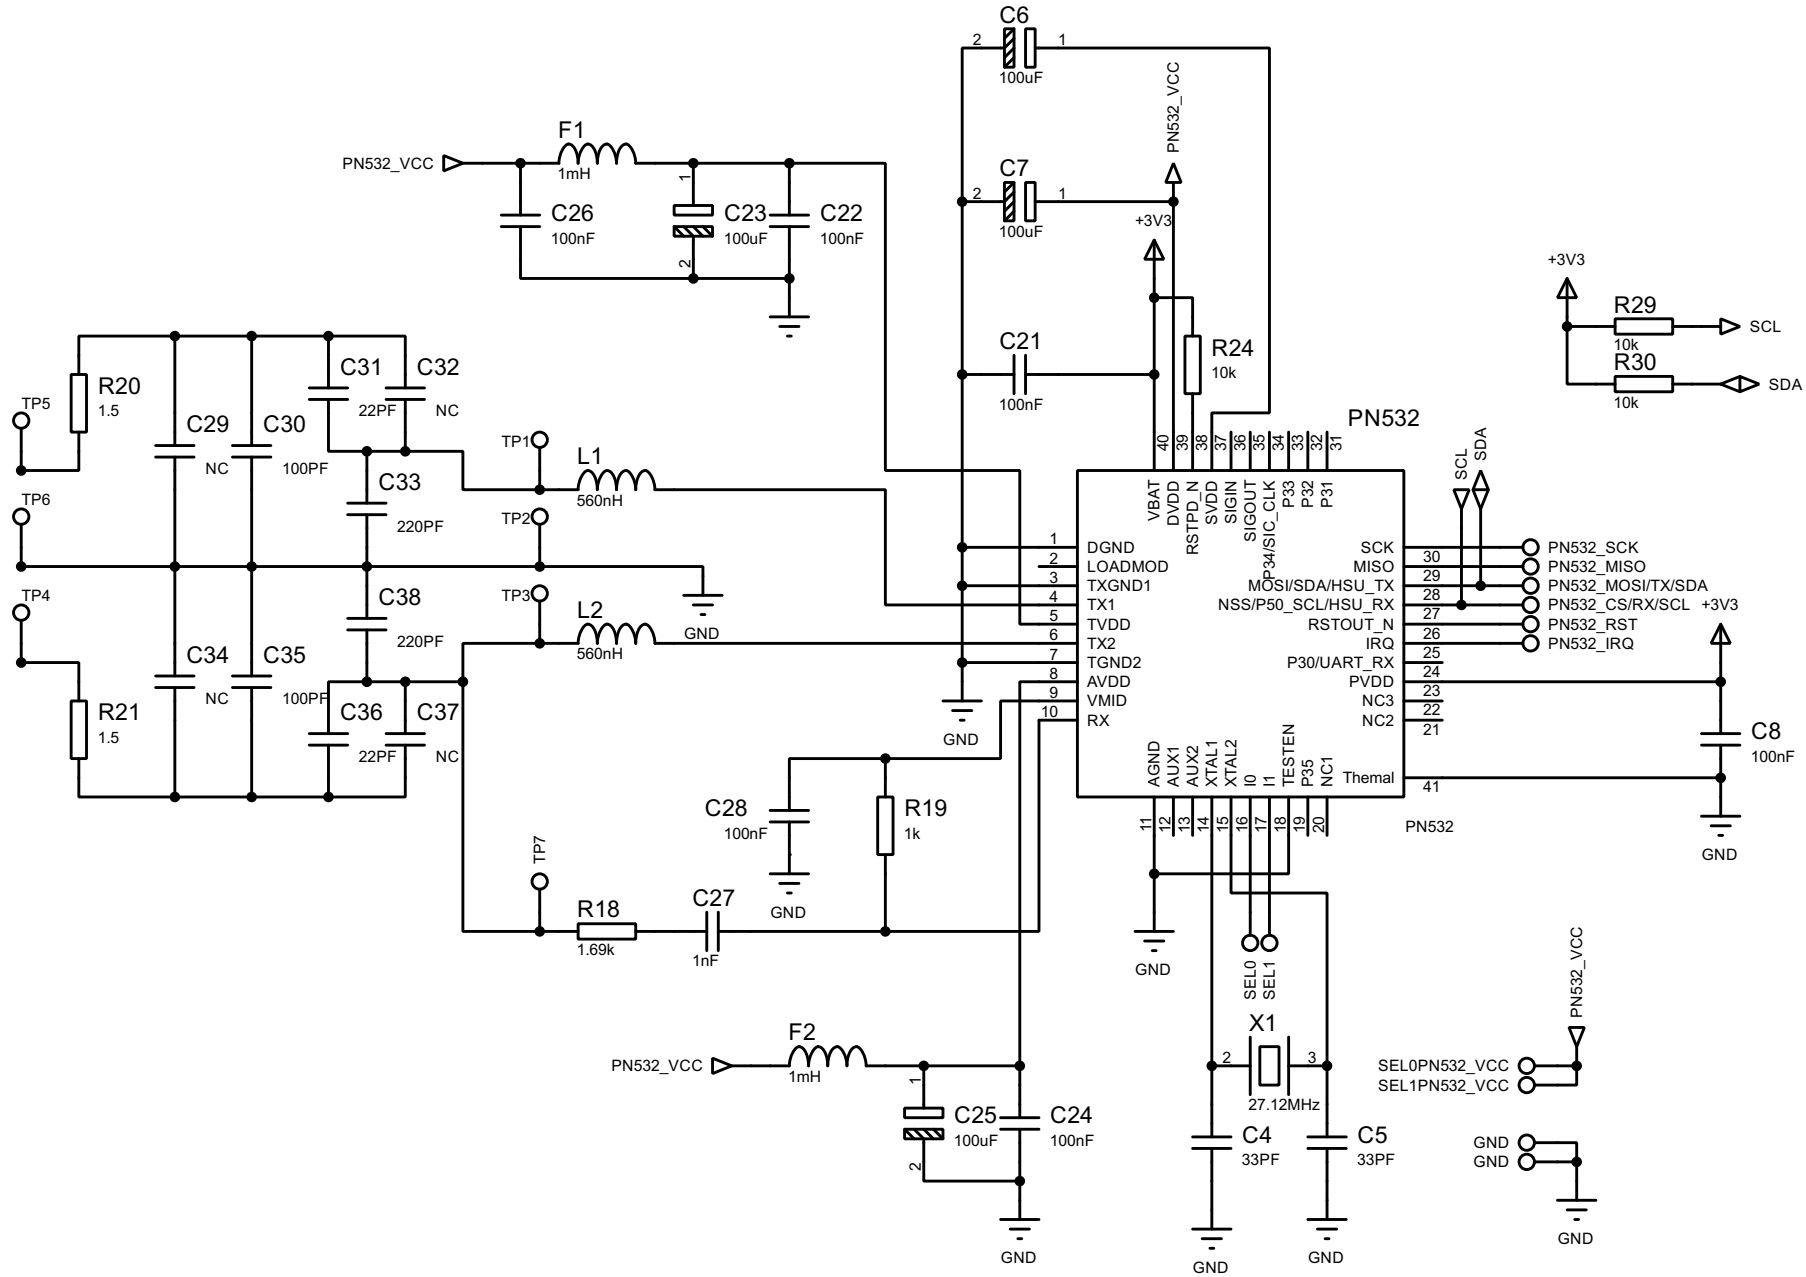 C6
2
1
100uF
PN532_VCC
C7
2
1
100uF
+3V3
F1
PN532_VCC
1mH
1
C26
100nF
C23
100uF
C22
100nF
2
C21
100nF
R24
10k
+3V3
R29
SCL
10k
R30
SDA
10k
R20
1.5
TP5
C29
NC
C30
100PF
C31
22PF
C32
NC
C33
220PF
TP1
L1
560nH
TP6
TP2
GND
TP4
C38
220PF
TP3
L2
560nH
C34
NC
C35
100PF
C36
22PF
C37
NC
R21
1.5
PN532
40
39
38
37
36
35
34
33
32
31
VBAT
DVDD
RSTPD_N
SVDD
SIGIN
SIGOUT
P34/SIC_CLK
P33
P32
P31
SCL
SDA
1 DGND
2 LOADMOD
3 TXGND1
4 TX1
5 TVDD
6 TX2
7 TGND2
8 AVDD
9 VMID
10 RX
SCK
30
PN532_SCK
MISO
29
PN532_MISO
MOSI/SDA/HSU_TX
28
PN532_MOSI/TX/SDA
NSS/P50_SCL/HSU_RX
27
PN532_CS/RX/SCL
+3V3
RSTOUT_N
26
PN532_RST
IRQ
25
PN532_IRQ
P30/UART_RX
24
PVDD
23
NC3
22
NC2
21
Themal
41
C8
100nF
GND
GND
AGND
AUX1
AUX2
XTAL1
XTAL2
I0
I1
TESTEN
P35
NC1
11
12
13
14
15
16
17
18
19
20
PN532
C28
100nF
GND
R19
1k
TP7
R18
1.69k
C27
1nF
GND
SEL0
SEL1
F2
PN532_VCC
1mH
1
C25
100uF
2
C24
100nF
GND
X1
2
3
27.12MHz
C4
33PF
C5
33PF
GND
GND
PN532_VCC
SEL0PN532_VCC
SEL1PN532_VCC
GND
GND
GND